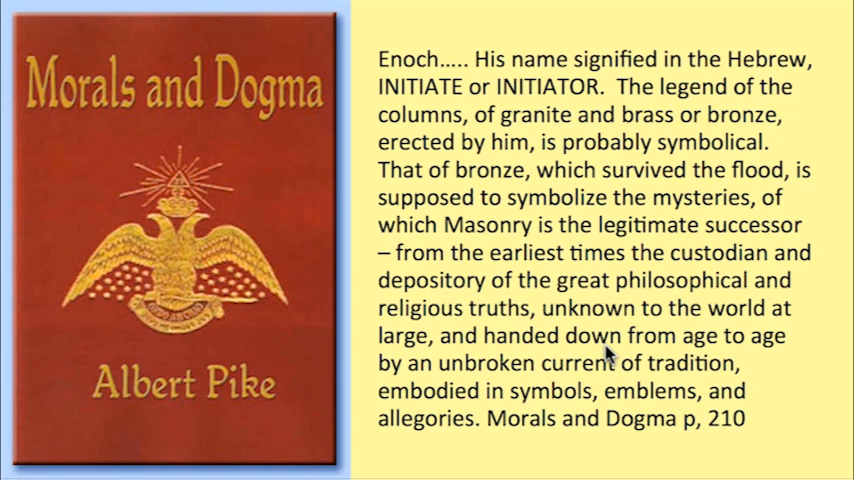 Morals and Dogma
Albert Pike
Enoch..... His name signified in the Hebrew,
INITIATE or INITIATOR.  The legend of the
columns, of granite and brass or bronze,
erected by him, is probably symbolical.
That of bronze, which survived the flood, is
supposed to symbolize the mysteries, of
which Masonry is the legitimate successor
– from the earliest times the custodian and
depository of the great philosophical and
religious truths, unknown to the world at
large, and handed down from age to age
by an unbroken current of tradition,
embodied in symbols, emblems, and
allegories. Morals and Dogma p, 210